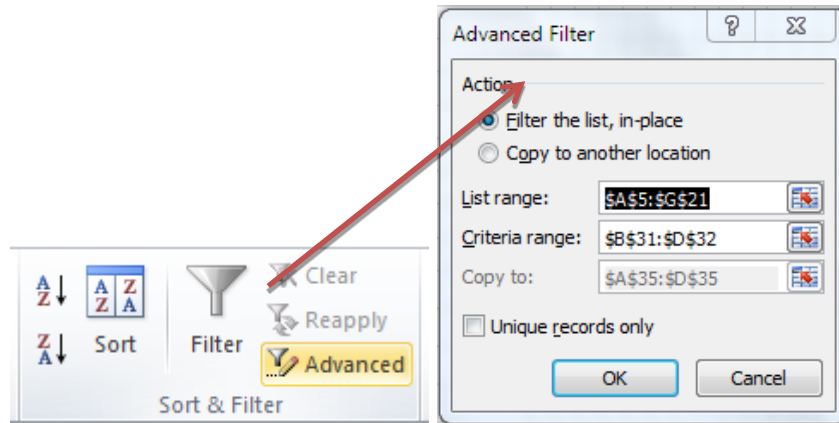 A
Z
Z
A
A Z
Z A
Sort
Filter
Clear
Reapply
Advanced
Sort & Filter
Advanced Filter
?
Action
Filter the list, in-place
Copy to another location
List range: $A$5:$G$21
Criteria range: $B$31:$D$32
Copy to: $A$35:$D$35
Unique records only
OK Cancel